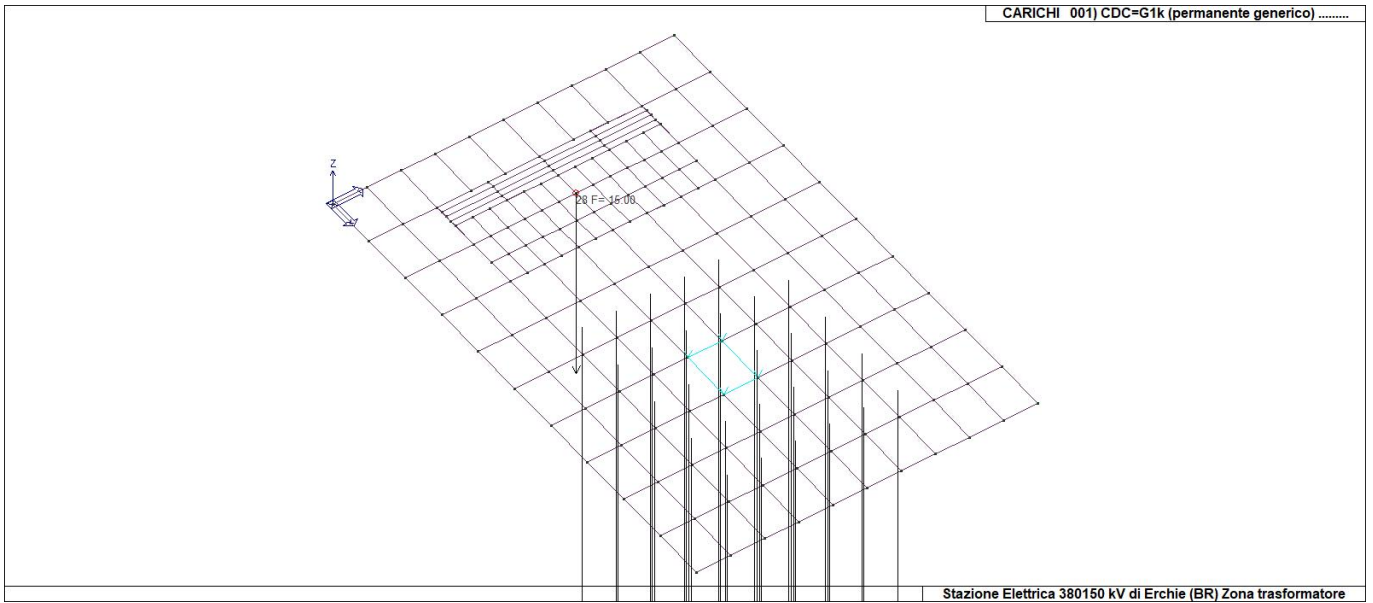 CARICHI 001) CDC=G1k (permanente generico) .........
Z
28 F= 15.00
Stazione Elettrica 380150 kV di Erchie (BR) Zona trasformatore